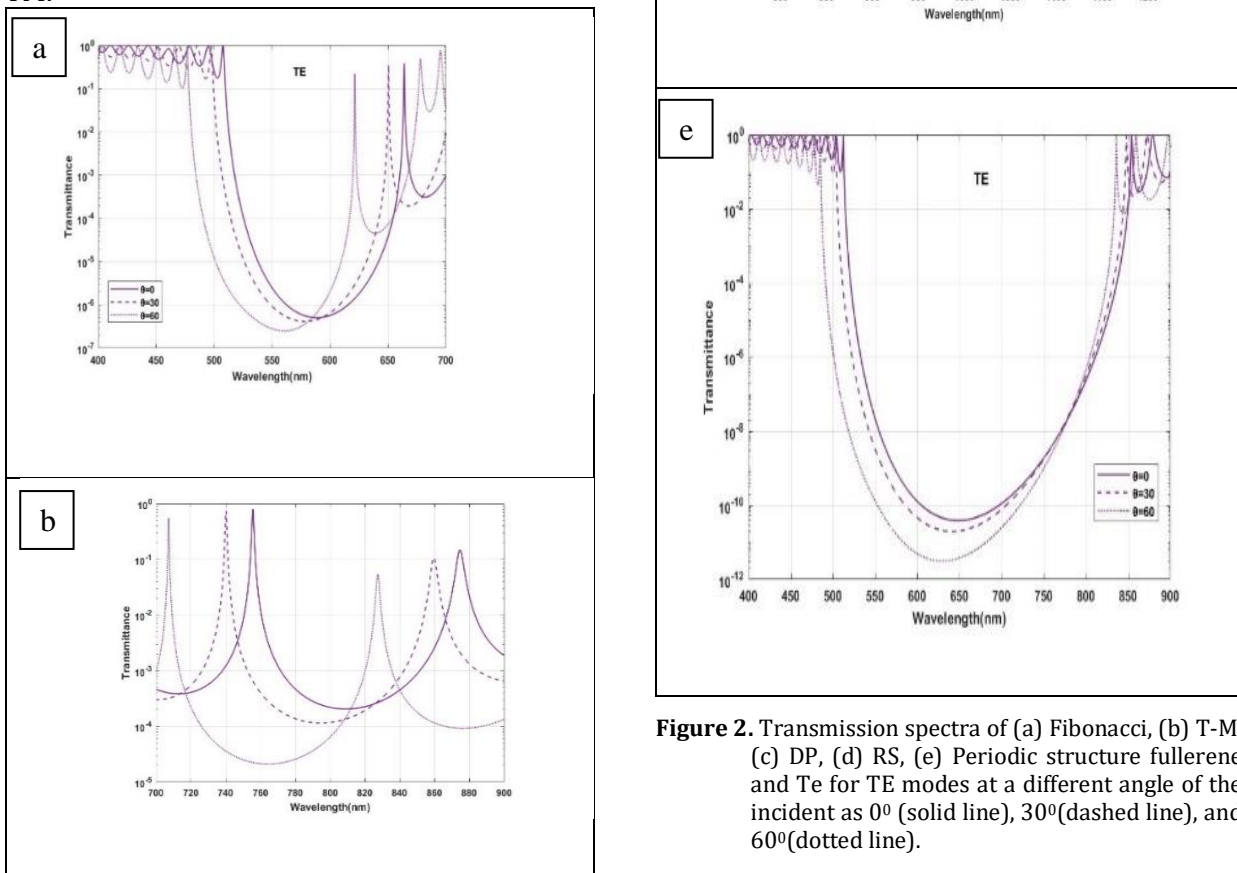 a
TE
10⁰
10⁻¹
10⁻²
10⁻³
10⁻⁴
10⁻⁵
10⁻⁶
10⁻⁷
Transmittance
θ=0
θ=30
θ=60
400 450 500 550 600 650 700
Wavelength(nm)
b
10⁰
10⁻¹
10⁻²
10⁻³
10⁻⁴
10⁻⁵
Transmittance
700 720 740 760 780 800 820 840 860 880 900
Wavelength(nm)
Wavelength(nm)
e
TE
10⁰
10⁻²
10⁻⁴
10⁻⁶
10⁻⁸
10⁻¹⁰
10⁻¹²
Transmittance
θ=0
θ=30
θ=60
400 450 500 550 600 650 700 750 800 850 900
Wavelength(nm)
Figure 2. Transmission spectra of (a) Fibonacci, (b) T-M
(c) DP, (d) RS, (e) Periodic structure fullerene
and Te for TE modes at a different angle of the
incident as 0⁰ (solid line), 30⁰(dashed line), and
60⁰(dotted line).